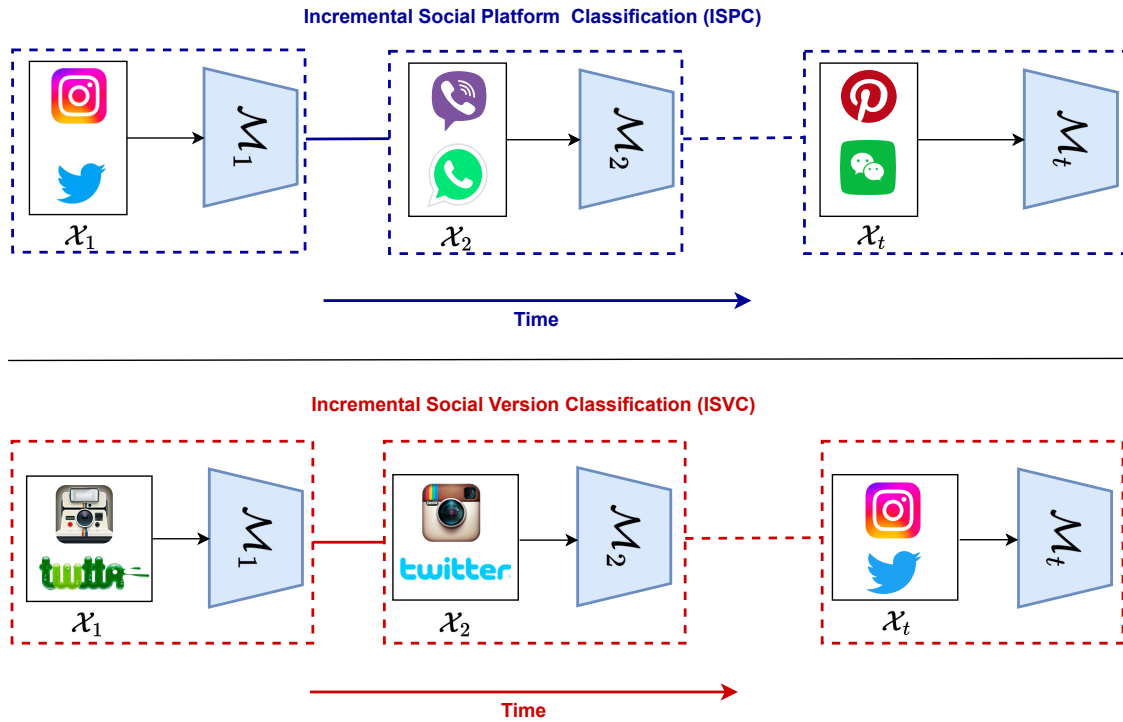 Incremental Social Platform Classification (ISPC)
ℳ₁
ℳ₂
ℳₜ
𝒳₁
𝒳₂
𝒳ₜ
Time
Incremental Social Version Classification (ISVC)
twttr
ℳ₁
twitter
ℳ₂
ℳₜ
𝒳₁
𝒳₂
𝒳ₜ
Time